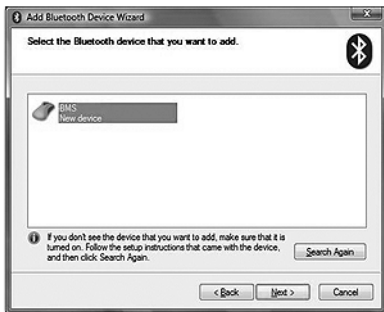 Add Bluetooth Device Wizard
Select the Bluetooth device that you want to add.
BMS
New device
If you don't see the device that you want to add, make sure that it is
turned on. Follow the setup instructions that came with the device,
and then click Search Again.
Search Again
< Back
Next >
Cancel